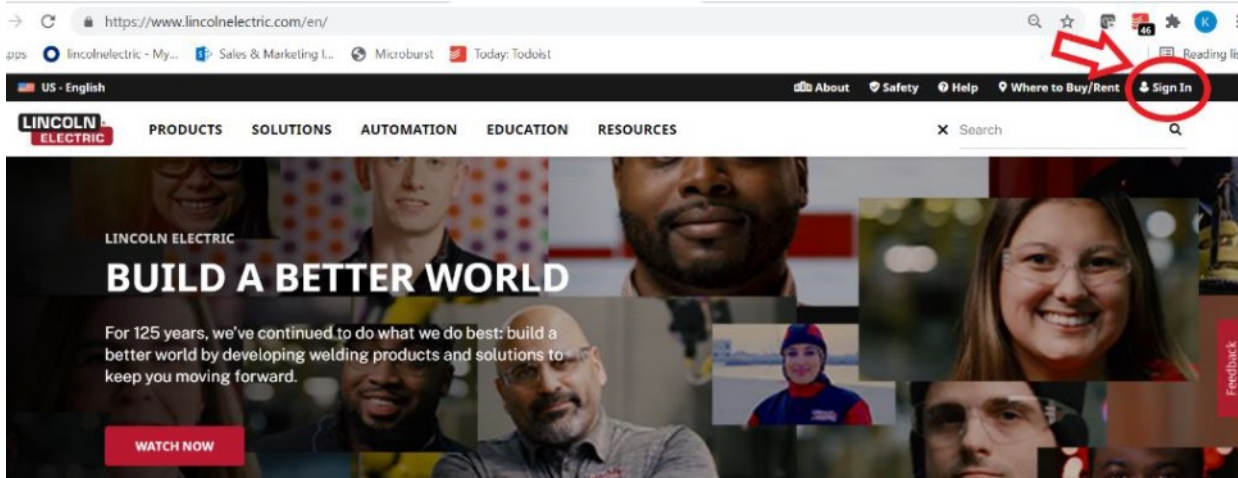 https://www.lincolnelectric.com/en/
46
K
lincolnelectric - My... Sales & Marketing I... Microburst Today: Todoist Reading
US - English About Safety Help Where to Buy/Rent Sign In
LINCOLN
ELECTRIC
PRODUCTS SOLUTIONS AUTOMATION EDUCATION RESOURCES Search
LINCOLN ELECTRIC
BUILD A BETTER WORLD
For 125 years, we've continued to do what we do best: build a
better world by developing welding products and solutions to
keep you moving forward.
Feedback
WATCH NOW